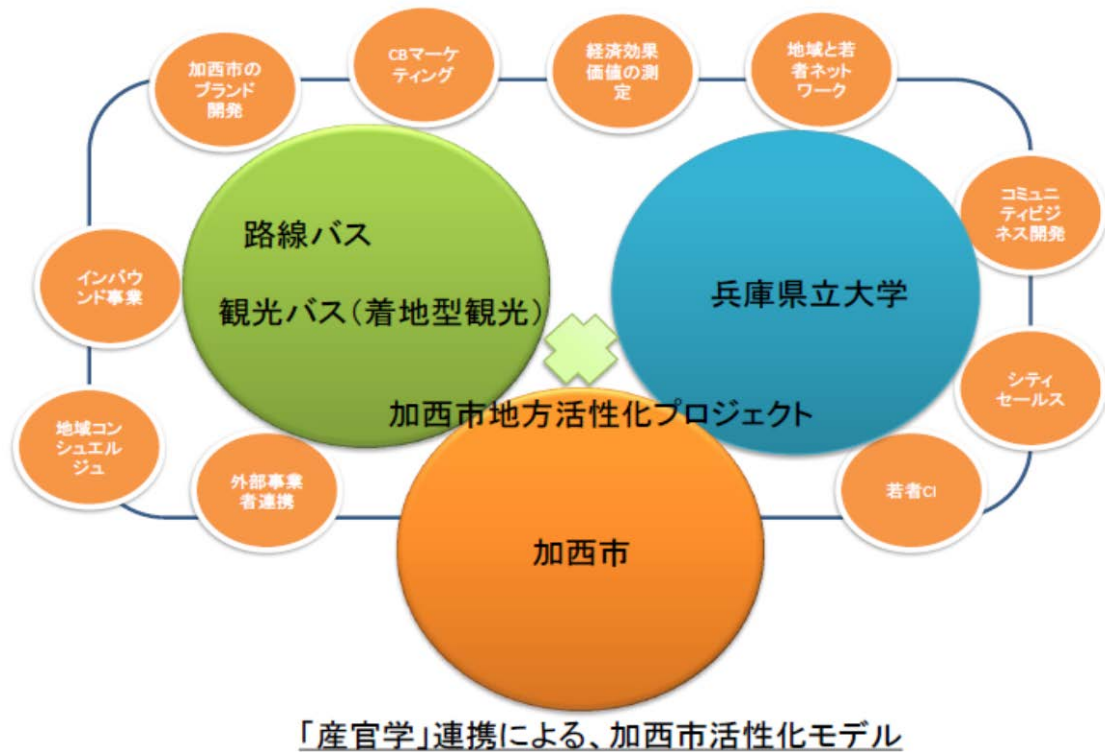 加西市の
ブランド
開発
CBマーケ
ティング
経済効果
価値の測
定
地域と若
者ネット
ワーク
コミュニ
ティビジ
ネス開発
路線バス
観光バス(着地型観光)
兵庫県立大学
インバウ
ンド事業
シティ
セールス
加西市地方活性化プロジェクト
地域コン
シュエル
ジュ
外部事業
者連携
若者CI
加西市
「産官学」連携による、加西市活性化モデル